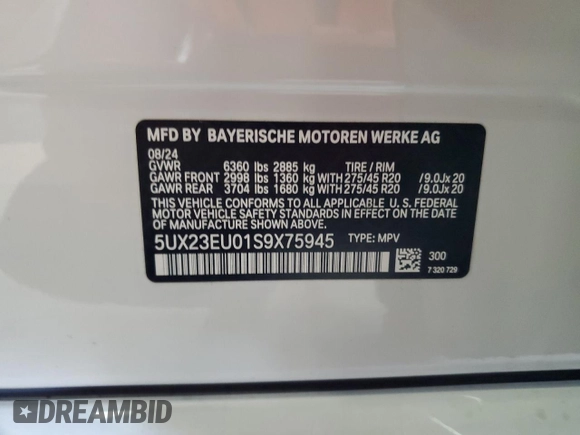 MFD BY BAYERISCHE MOTOREN WERKE AG
08/24
GVWR 6360 lbs 2885 kg TIRE / RIM
GAWR FRONT 2998 lbs 1360 kg WITH 275/45 R20 /9.0Jx20
GAWR REAR 3704 lbs 1680 kg WITH 275/45 R20 /9.0Jx20
THIS VEHICLE CONFORMS TO ALL APPLICABLE U. S. FEDERAL
MOTOR VEHICLE SAFETY STANDARDS IN EFFECT ON THE DATE
OF MANUFACTURE SHOWN ABOVE.
5UX23EU01S9X75945 TYPE: MPV
300
7 320 729
DREAMBID